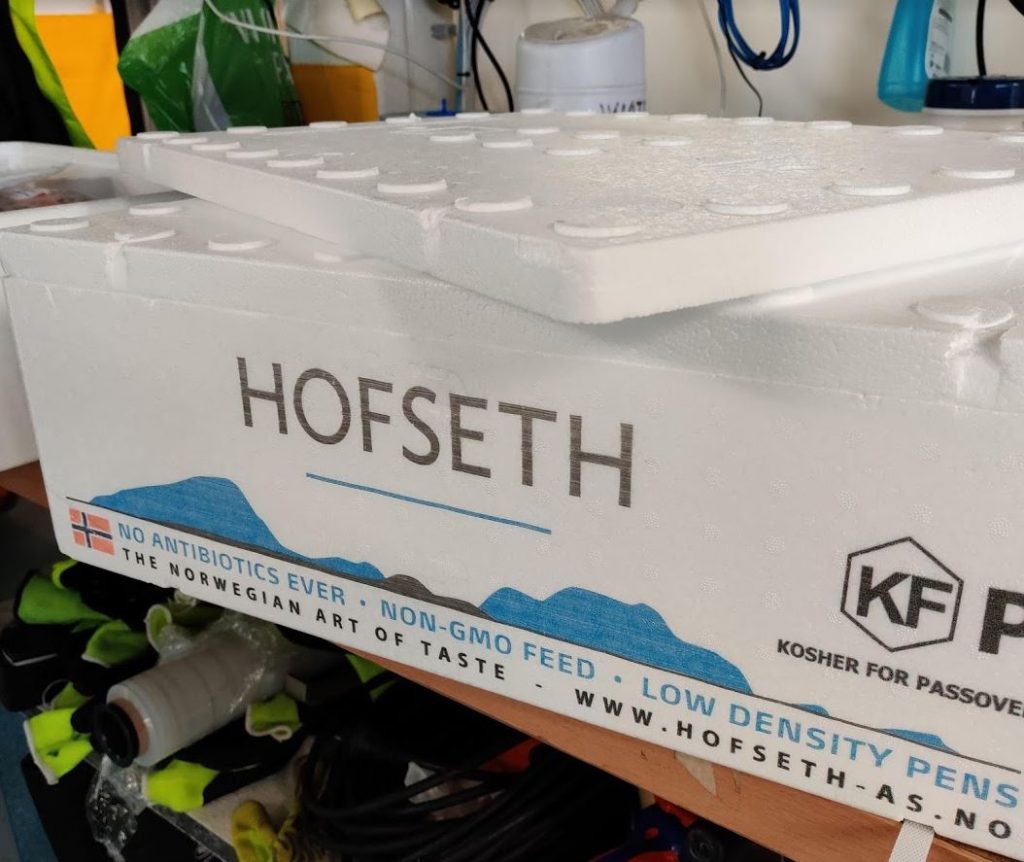 HOFSETH
NO ANTIBIOTICS EVER • NON-GMO FEED • LOW DENSITY PENS
THE NORWEGIAN ART OF TASTE - WWW.HOFSETH-AS.NO
KF P
KOSHER FOR PASSOVER